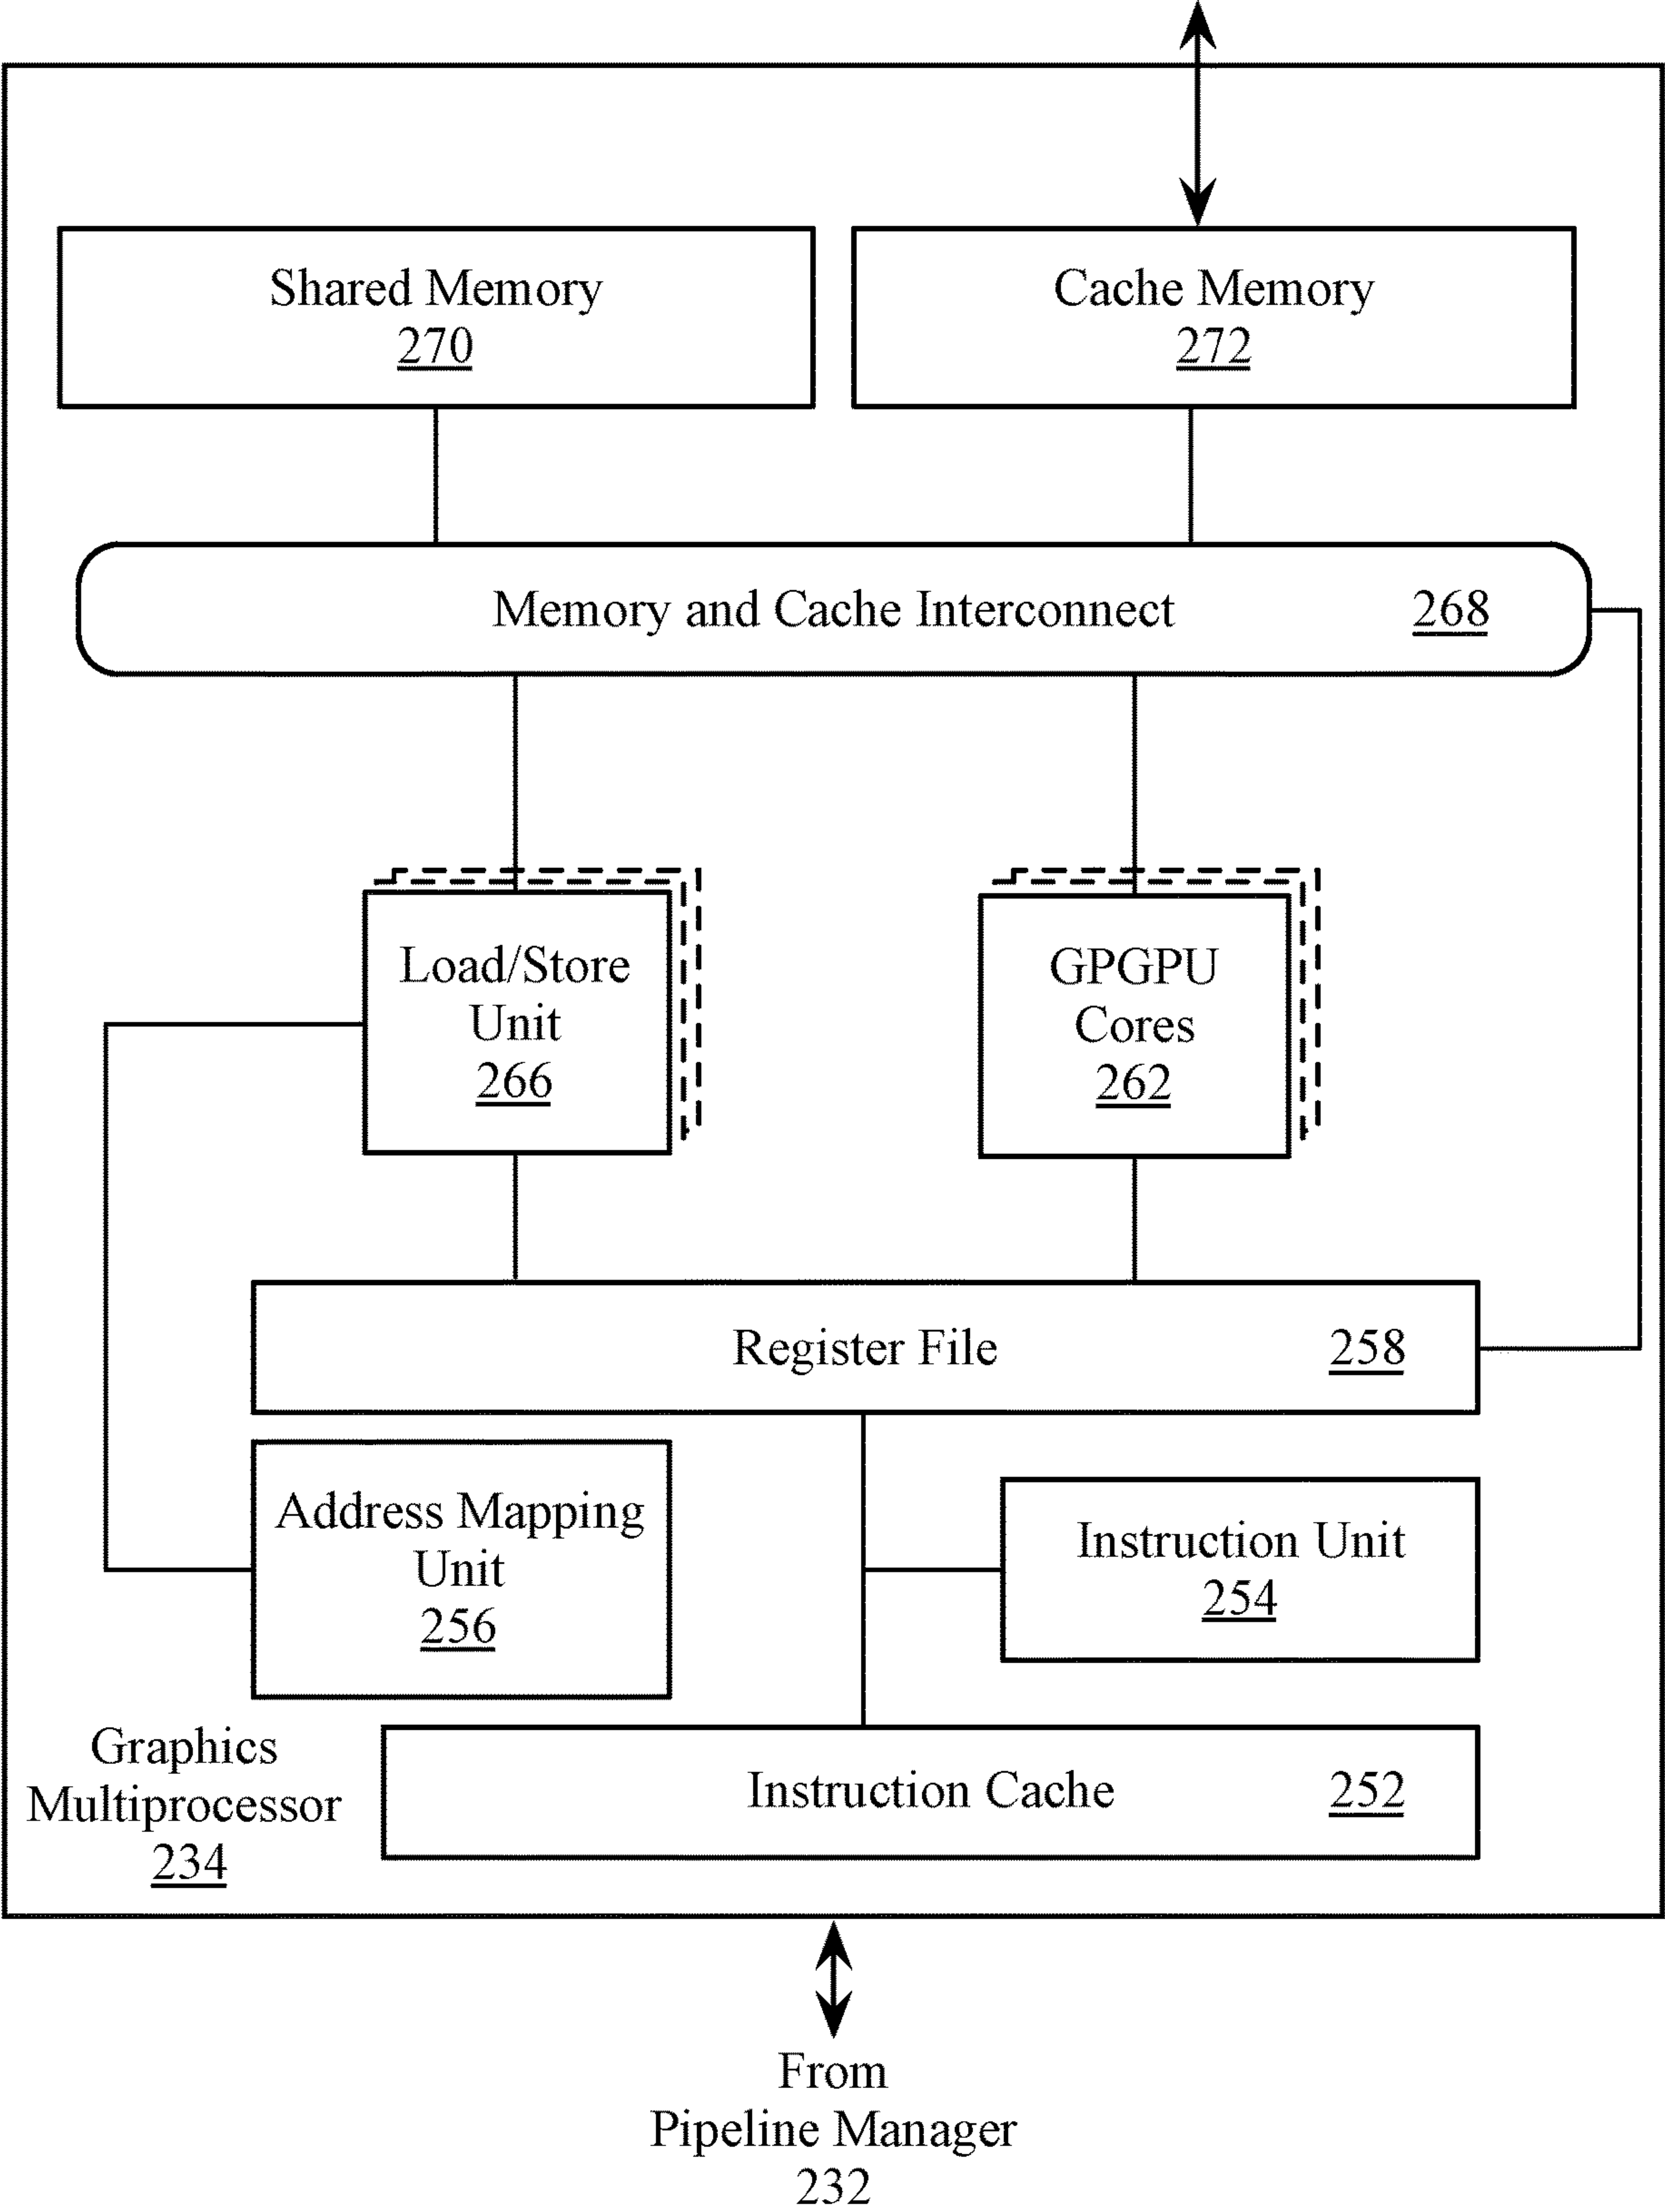 Shared Memory
270
Cache Memory
272
Memory and Cache Interconnect 268
Load/Store
Unit
266
GPGPU
Cores
262
Register File 258
Address Mapping
Unit
256
Instruction Unit
254
Graphics
Multiprocessor
234
Instruction Cache 252
From
Pipeline Manager
232